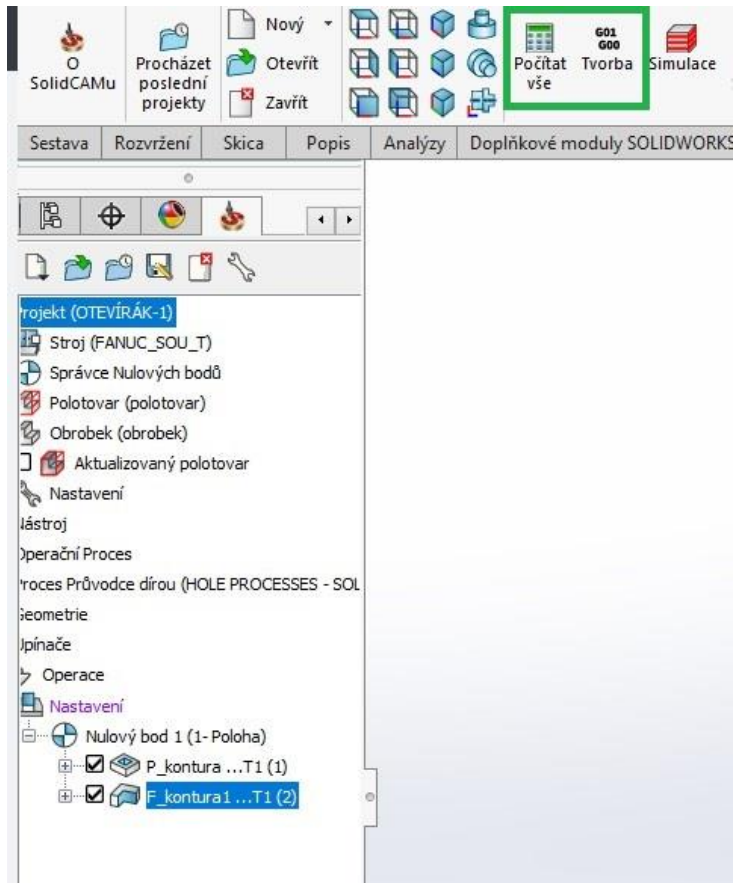 Nový
Otevřít
Zavřít
O
SolidCAMu
Procházet
poslední
projekty
Počítat
vše
G01
G00
Tvorba
Simulace
Sestava Rozvržení Skica Popis Analýzy Doplňkové moduly SOLIDWORKS
rojekt (OTEVÍRÁK-1)
Stroj (FANUC_SOU_T)
Správce Nulových bodů
Polotovar (polotovar)
Obrobek (obrobek)
Aktualizovaný polotovar
Nastavení
lástroj
Operační Proces
roces Průvodce dírou (HOLE PROCESSES - SOL
Geometrie
Upínače
Operace
Nastavení
Nulový bod 1 (1- Poloha)
P_kontura ...T1 (1)
F_kontura1 ...T1 (2)